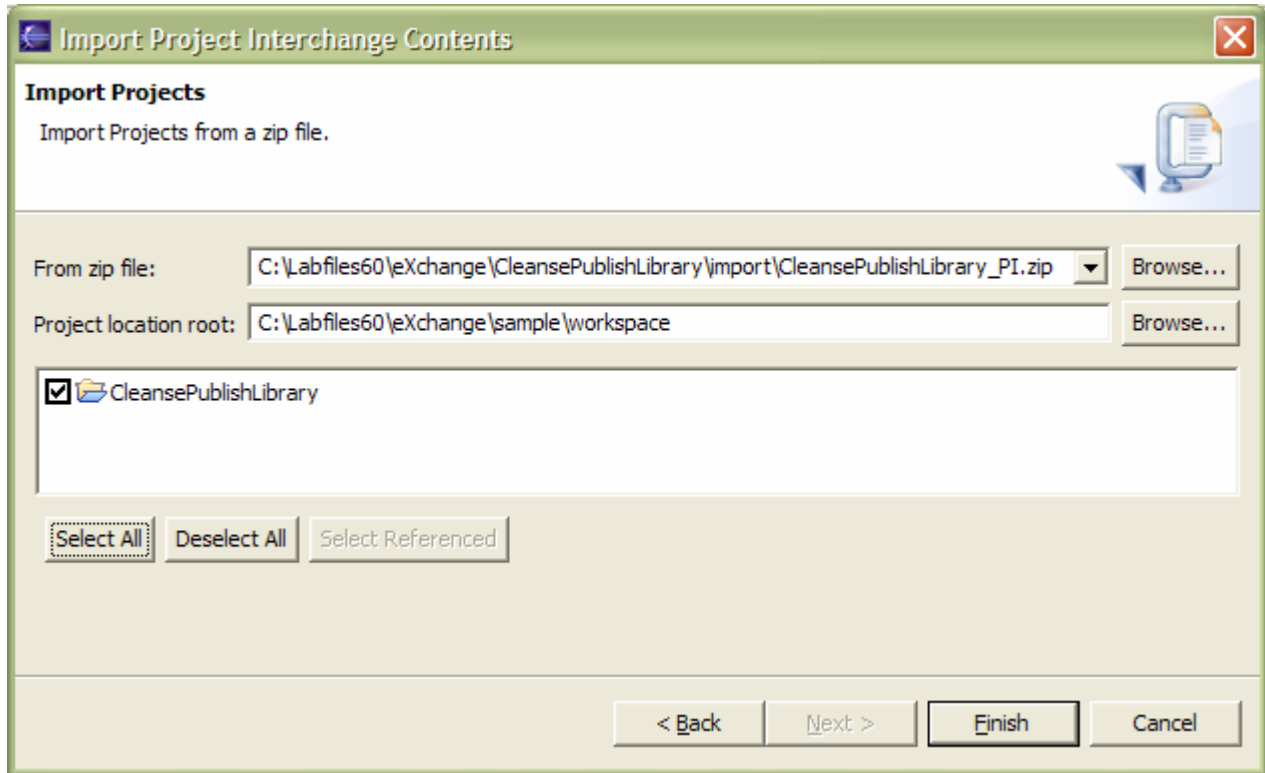 Import Project Interchange Contents
Import Projects
Import Projects from a zip file.
From zip file: C:\Labfiles60\eXchange\CleansePublishLibrary\import\CleansePublishLibrary_PI.zip Browse...
Project location root: C:\Labfiles60\eXchange\sample\workspace Browse...
CleansePublishLibrary
Select All Deselect All Select Referenced
< Back Next > Finish Cancel